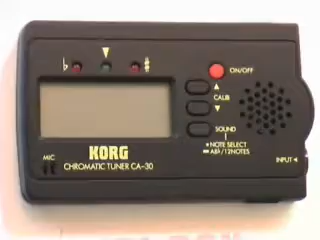 ♭ ♯
ON/OFF
CALIB
SOUND
NOTE SELECT
AB♭/12NOTES
MIC
KORG
CHROMATIC TUNER CA-30
INPUT